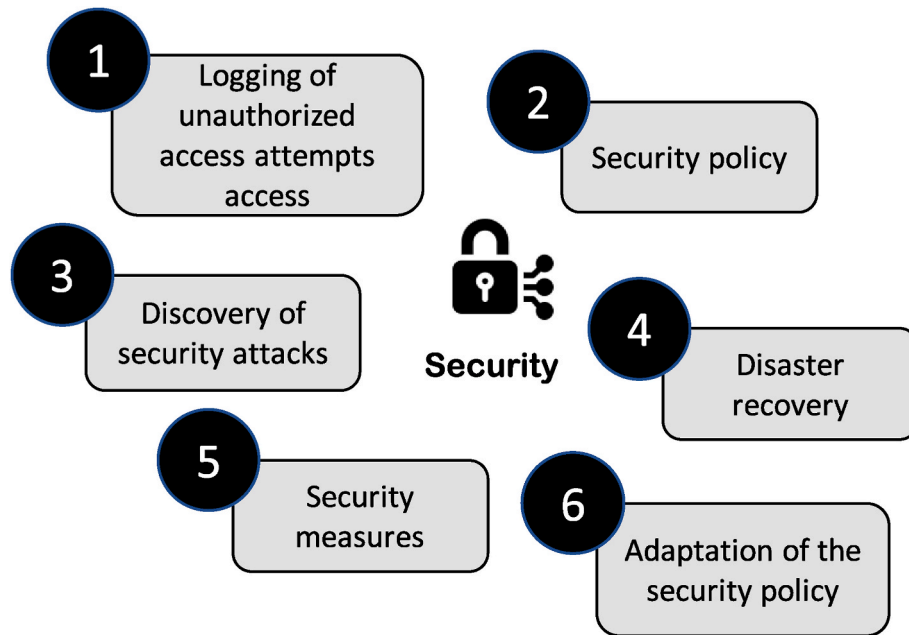 1
Logging of
unauthorized
access attempts
access
2
Security policy
3
Discovery of
security attacks
Security
4
Disaster
recovery
5
Security
measures
6
Adaptation of the
security policy